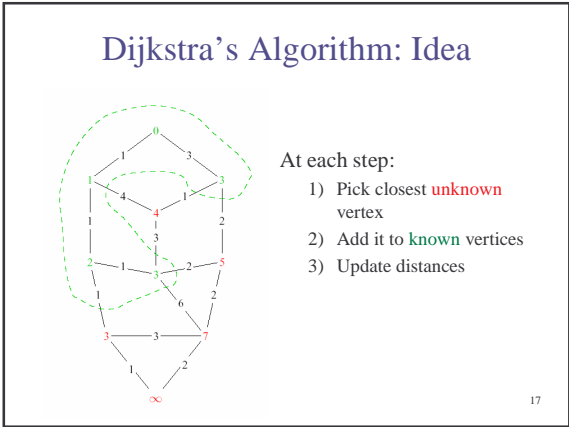 Dijkstra's Algorithm: Idea
0
1 3
1 3
4 1
4
1 3 2
2 1 3 2 5
1 6 2
3 3 7
1 2
∞
At each step:
1) Pick closest unknown
vertex
2) Add it to known vertices
3) Update distances
17